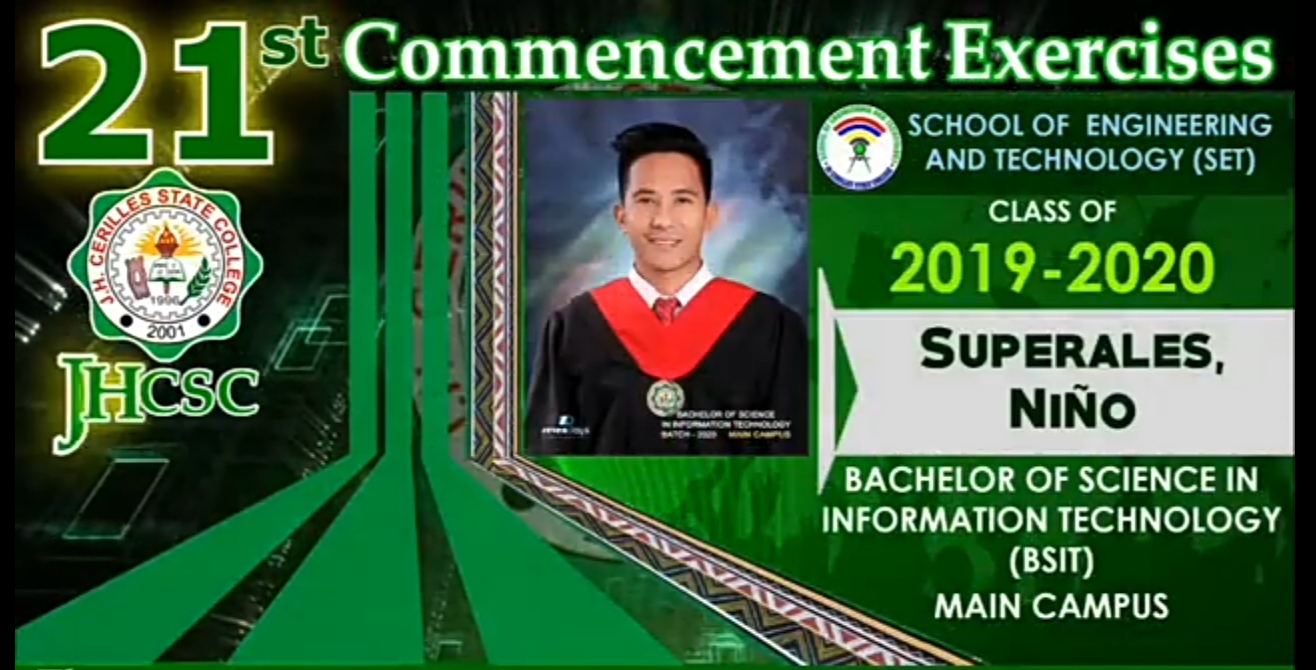 21st Commencement Exercises
J.H. CERILLES STATE COLLEGE
1996
2001
JHCSC
BACHELOR OF SCIENCE
IN INFORMATION TECHNOLOGY
BATCH - 2020 MAIN CAMPUS
SCHOOL OF ENGINEERING
AND TECHNOLOGY (SET)
CLASS OF
2019-2020
SUPERALES,
NIÑO
BACHELOR OF SCIENCE IN
INFORMATION TECHNOLOGY
(BSIT)
MAIN CAMPUS